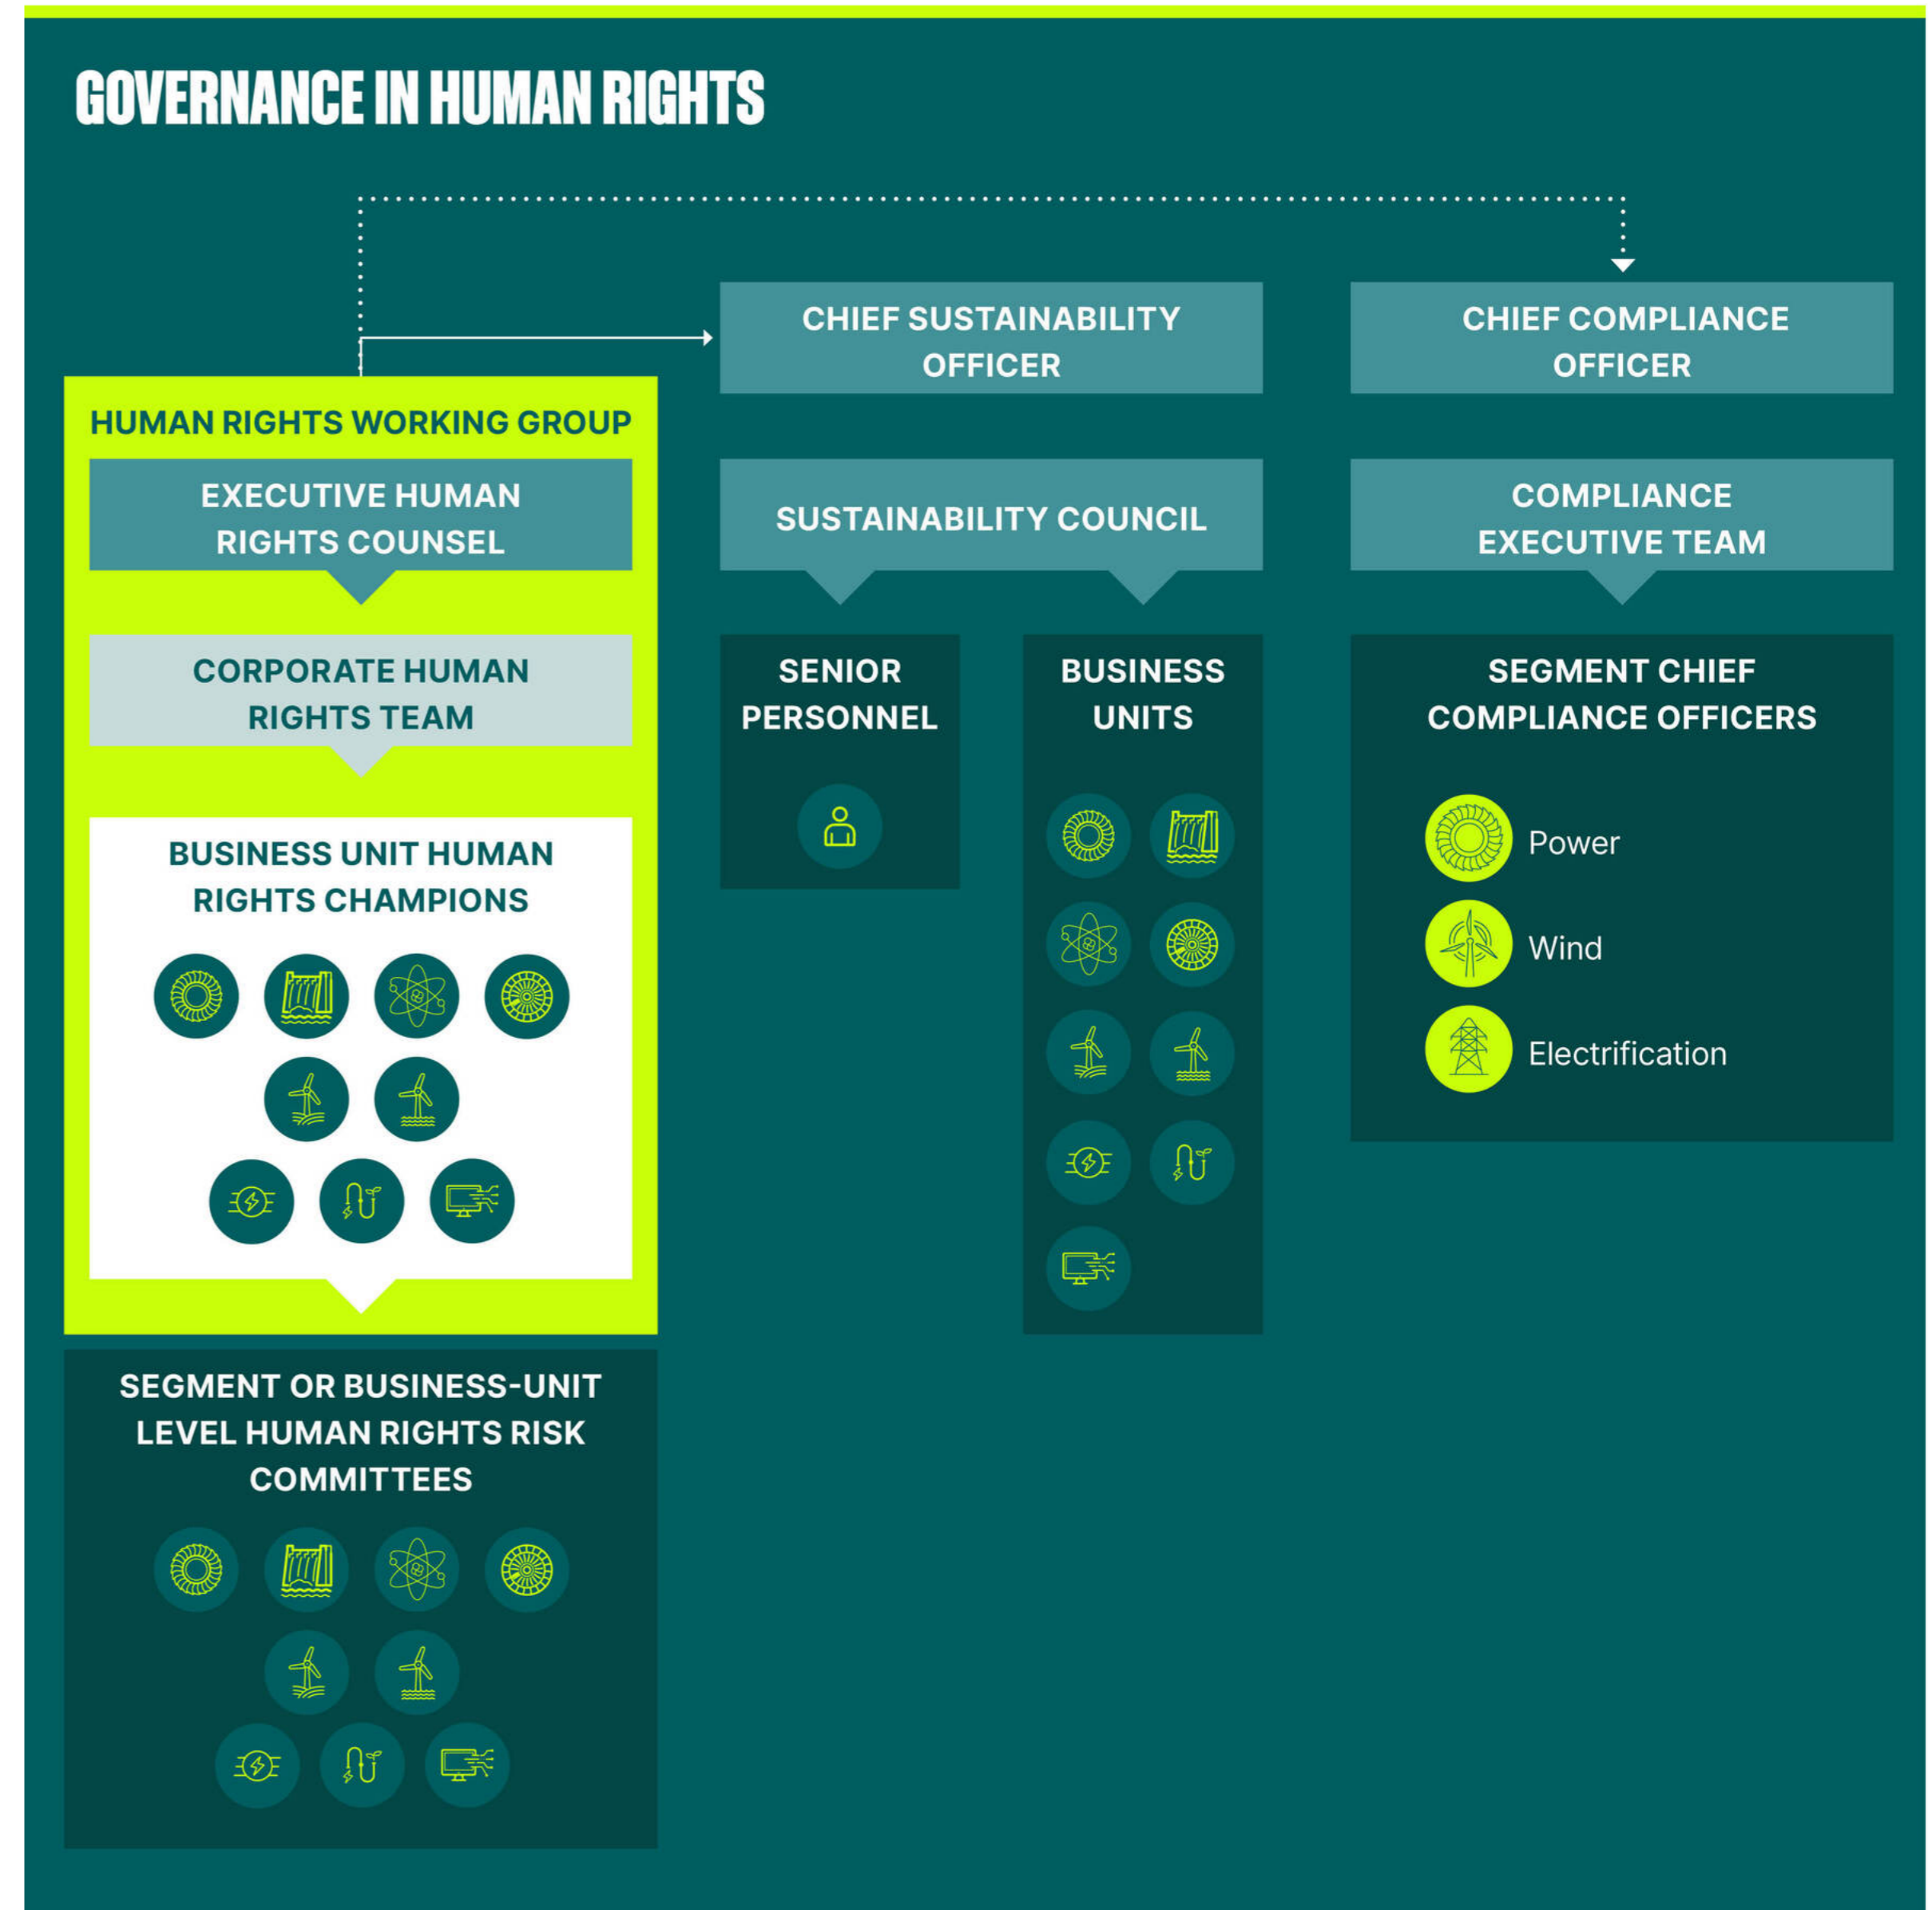 GOVERNANCE IN HUMAN RIGHTS
HUMAN RIGHTS WORKING GROUP
EXECUTIVE HUMAN
RIGHTS COUNSEL
CORPORATE HUMAN
RIGHTS TEAM
BUSINESS UNIT HUMAN
RIGHTS CHAMPIONS
SEGMENT OR BUSINESS-UNIT
LEVEL HUMAN RIGHTS RISK
COMMITTEES
CHIEF SUSTAINABILITY
OFFICER
SUSTAINABILITY COUNCIL
SENIOR
PERSONNEL
BUSINESS
UNITS
CHIEF COMPLIANCE
OFFICER
COMPLIANCE
EXECUTIVE TEAM
SEGMENT CHIEF
COMPLIANCE OFFICERS
Power
Wind
Electrification